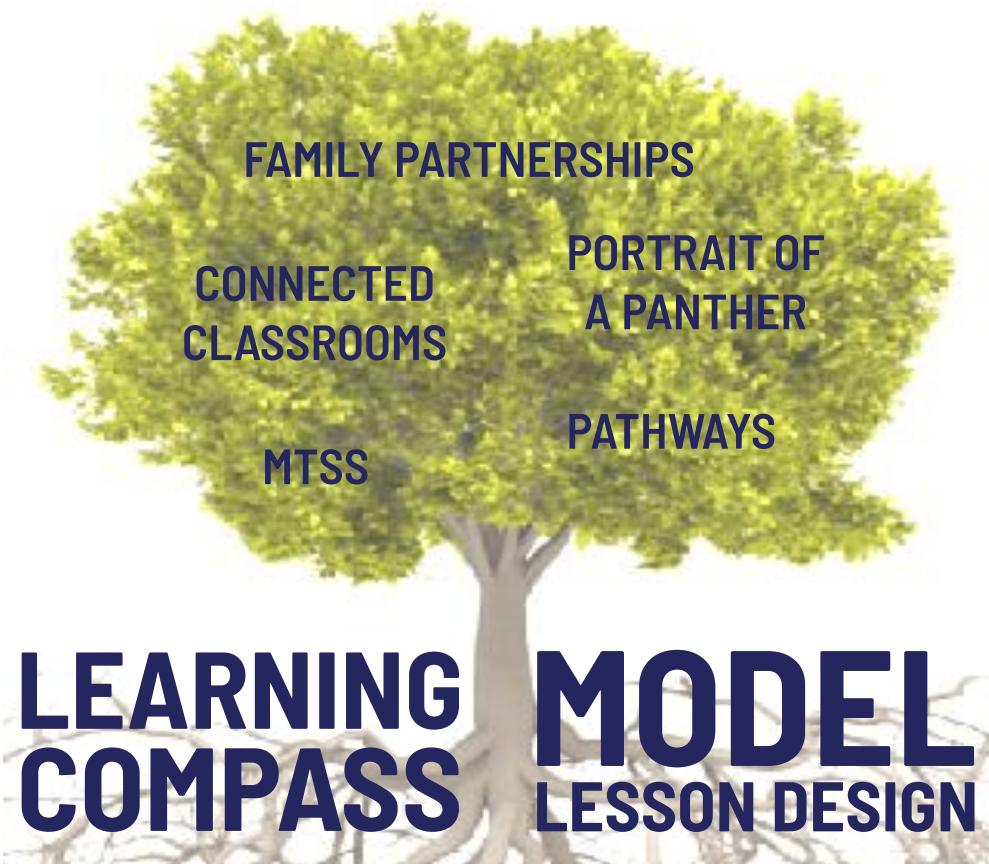 FAMILY PARTNERSHIPS
CONNECTED
CLASSROOMS
PORTRAIT OF
A PANTHER
MTSS
PATHWAYS
LEARNING
COMPASS
MODEL
LESSON DESIGN